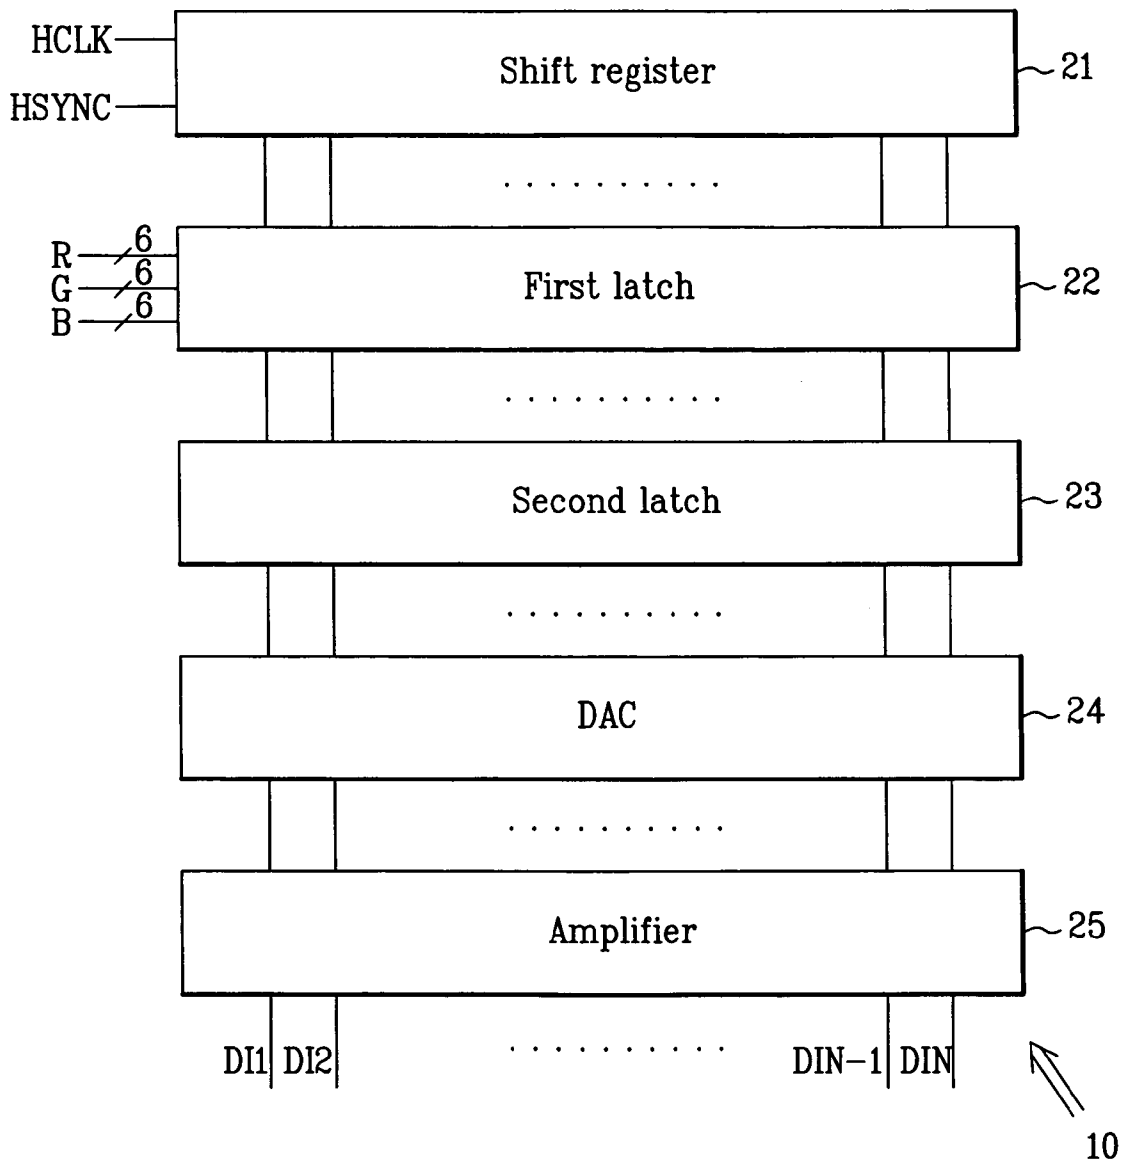 HCLK
HSYNC
Shift register
21
R 6
G 6
B 6
First latch
22
Second latch
23
DAC
24
Amplifier
25
DI1 DI2 DIN-1 DIN
10